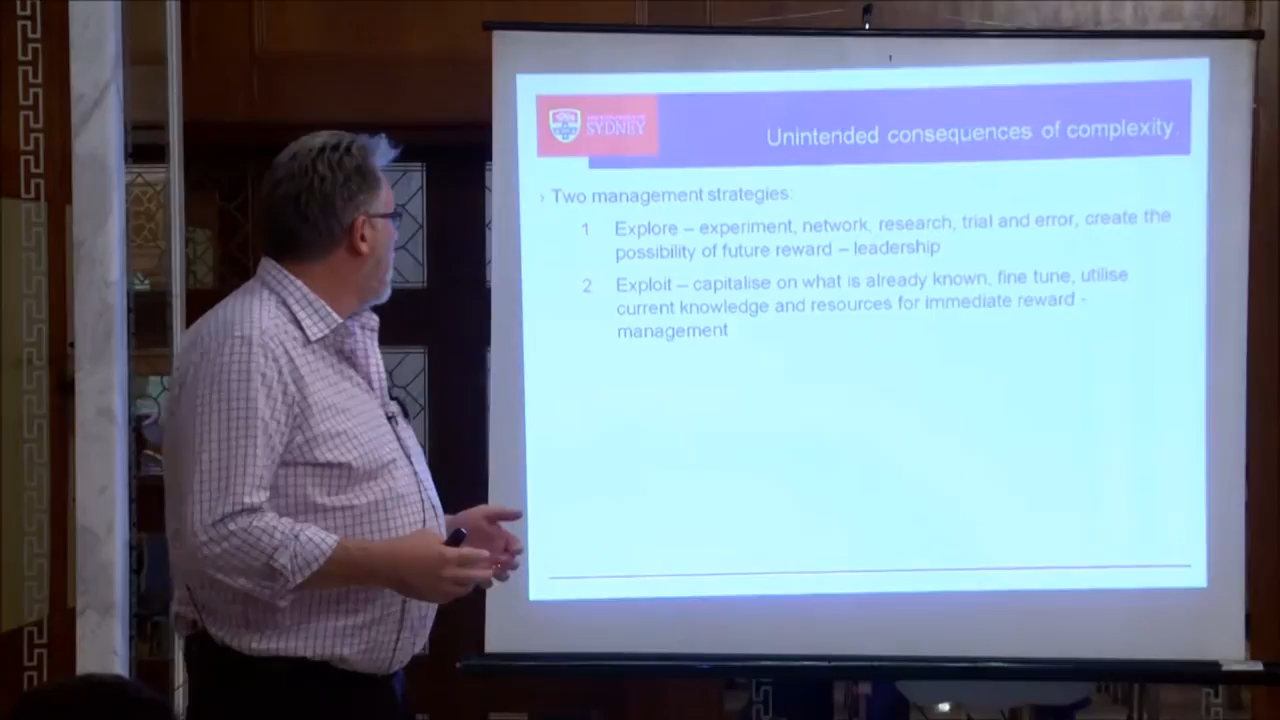 SYDNEY
Unintended consequences of complexity.
› Two management strategies:
1 Explore – experiment, network, research, trial and error, create the
possibility of future reward – leadership
2 Exploit – capitalise on what is already known, fine tune, utilise
current knowledge and resources for immediate reward -
management